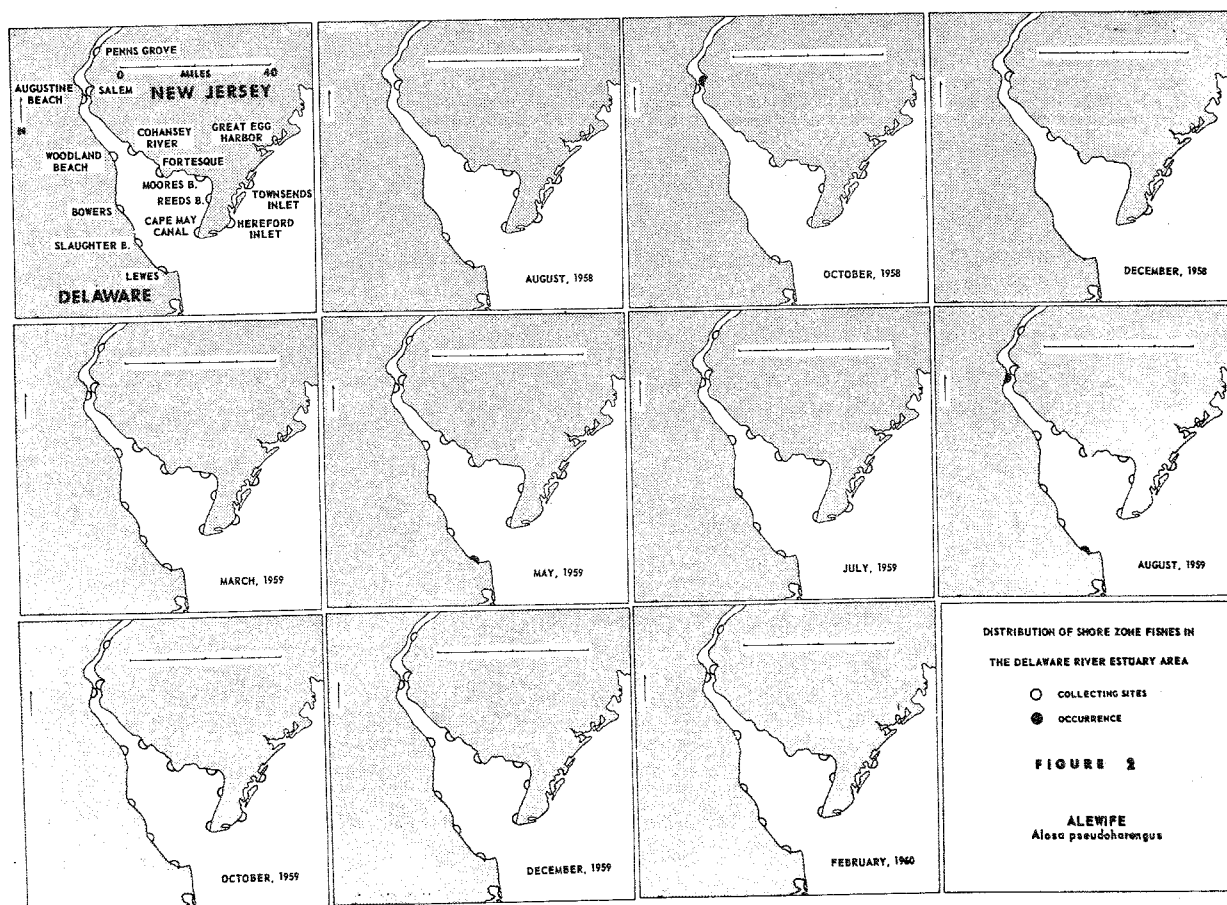 PENNS GROVE
0 MILES 40
AUGUSTINE
BEACH
SALEM
NEW JERSEY
N
COHANSEY
RIVER
GREAT EGG
HARBOR
WOODLAND
BEACH
FORTESQUE
MOORES B.
REEDS B.
TOWNSENDS
INLET
BOWERS
CAPE MAY
CANAL
HEREFORD
INLET
SLAUGHTER B.
LEWES
DELAWARE
AUGUST, 1958
OCTOBER, 1958
DECEMBER, 1958
MARCH, 1959
MAY, 1959
JULY, 1959
AUGUST, 1959
OCTOBER, 1959
DECEMBER, 1959
FEBRUARY, 1960
DISTRIBUTION OF SHORE ZONE FISHES IN
THE DELAWARE RIVER ESTUARY AREA
COLLECTING SITES
OCCURRENCE
FIGURE 2
ALEWIFE
Alosa pseudoharengus